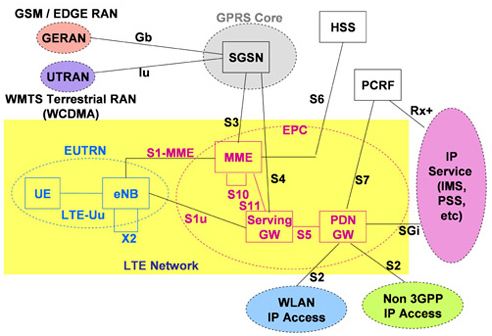 GSM / EDGE RAN
GERAN
Gb
GPRS Core
SGSN
HSS
UTRAN
Iu
WMTS Terrestrial RAN
(WCDMA)
PCRF
S6
Rx+
S3
EPC
EUTRN
S1-MME
MME
S4
S7
IP
Service
(IMS,
PSS,
etc)
UE
eNB
S10
S11
LTE-Uu
S1u
Serving
GW
S5
PDN
GW
SGi
X2
LTE Network
S2
S2
WLAN
IP Access
Non 3GPP
IP Access